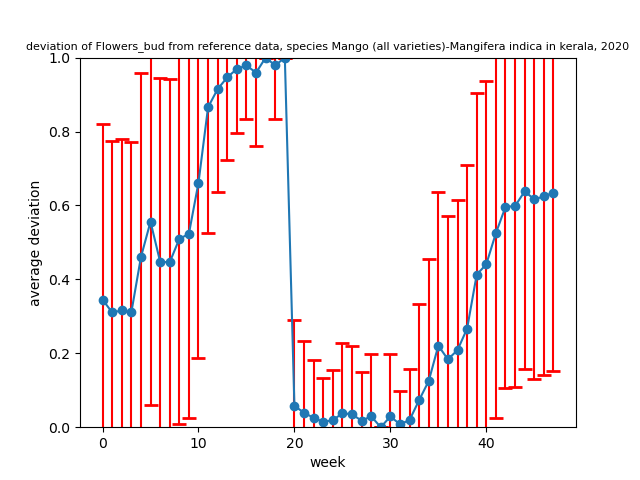 deviation of Flowers_bud from reference data, species Mango (all varieties)-Mangifera indica in kerala, 2020
1.0
0.8
0.6
0.4
0.2
0.0
average deviation
0 10 20 30 40
week